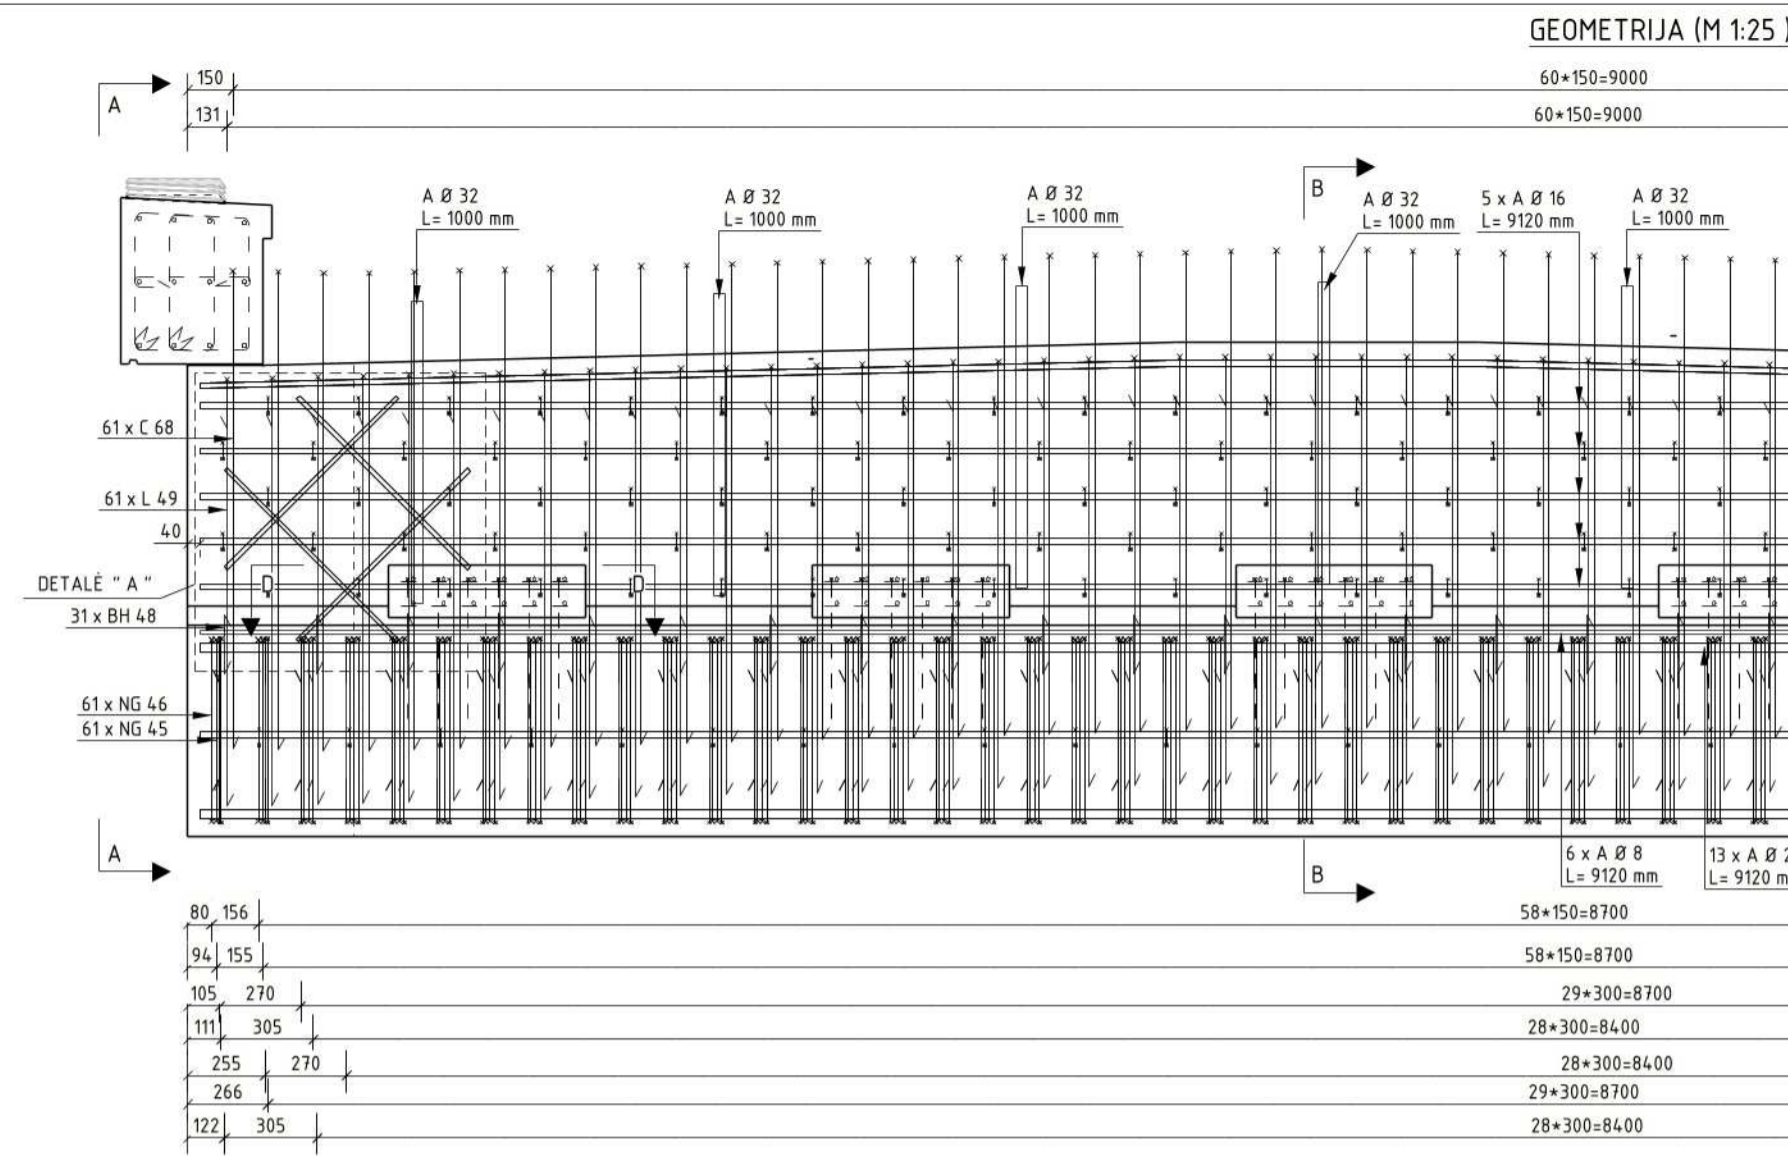 GEOMETRIJA (M 1:25 )
150
60*150=9000
A
131
60*150=9000
A Ø 32
L= 1000 mm
A Ø 32
L= 1000 mm
A Ø 32
L= 1000 mm
B
A Ø 32
L= 1000 mm
5 x A Ø 16
L= 9120 mm
A Ø 32
L= 1000 mm
61 x C 68
61 x L 49
40
DETALĖ " A "
D
D
31 x BH 48
61 x NG 46
61 x NG 45
A
B
6 x A Ø 8
L= 9120 mm
13 x A Ø 2
L= 9120 m
80 156
58*150=8700
94 155
58*150=8700
105 270
29*300=8700
111 305
28*300=8400
255 270
28*300=8400
266
29*300=8700
122 305
28*300=8400